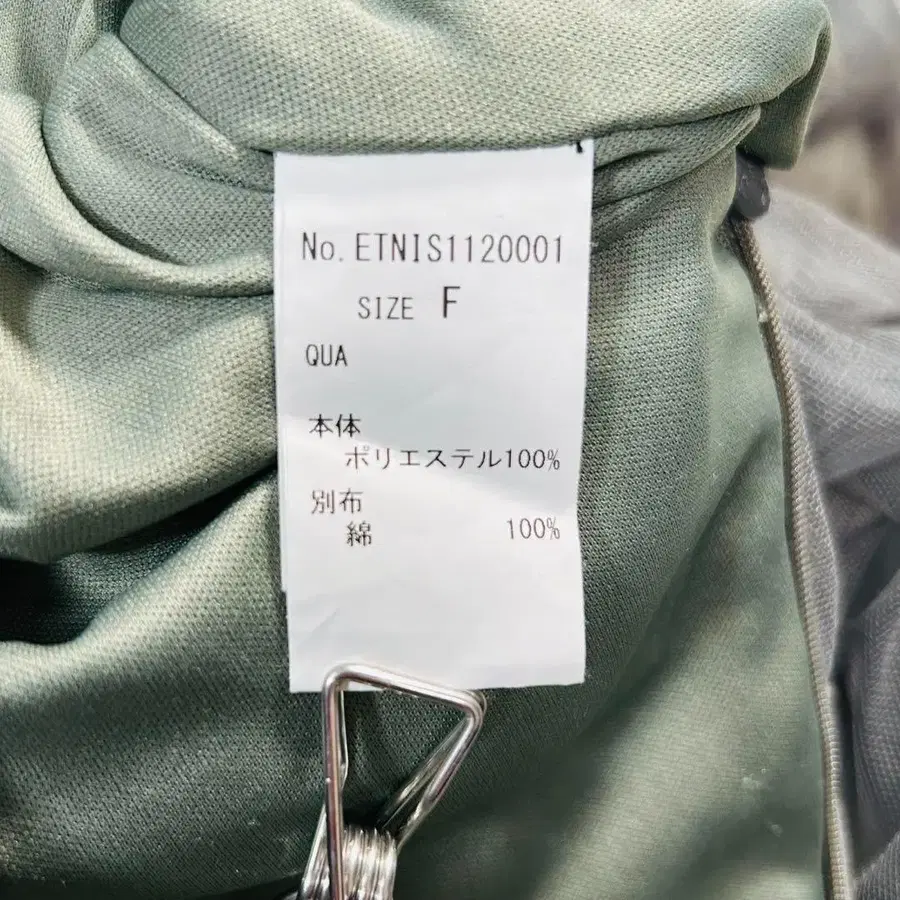 No. ETNIS1120001
SIZE F
QUA
本体
ポリエステル100%
別布
綿 100%